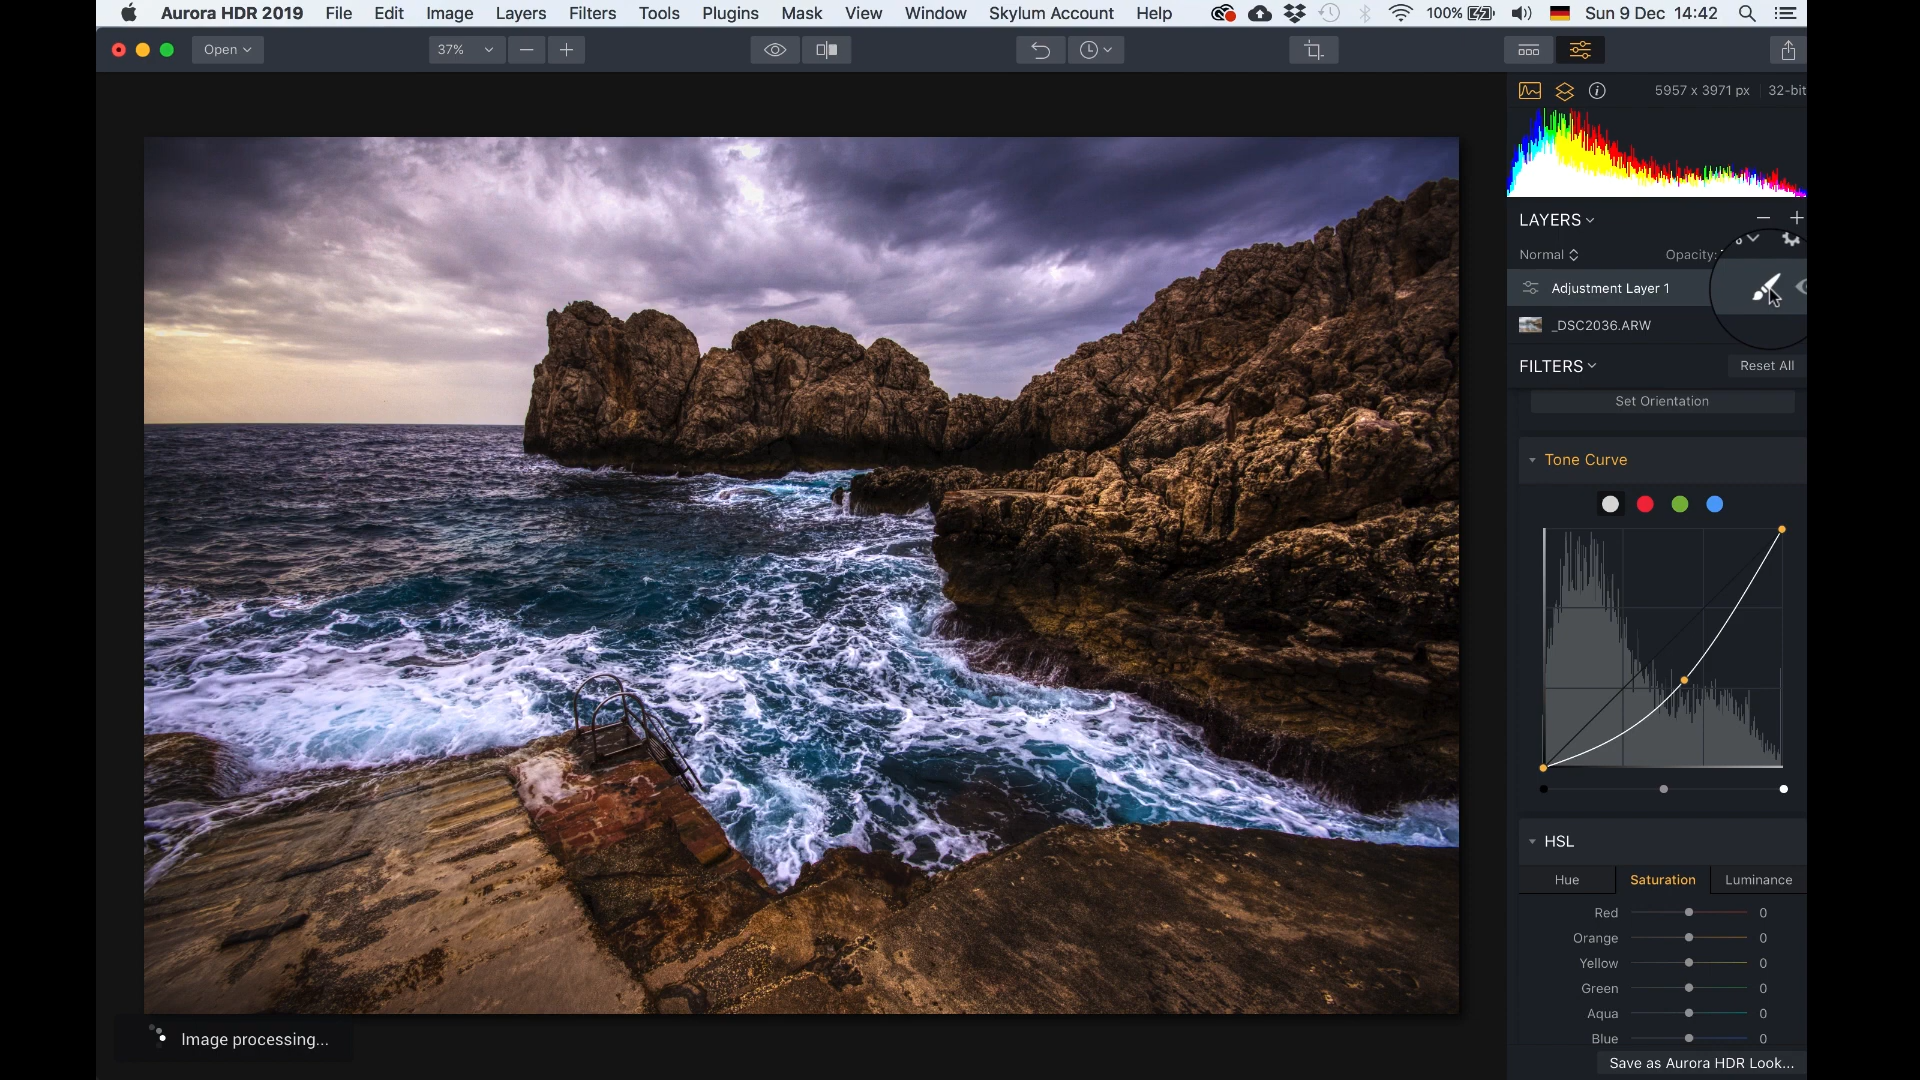 Aurora HDR 2019 File Edit Image Layers Filters Tools Plugins Mask View Window Skylum Account Help 100% Sun 9 Dec 14:42
Open 37%
5957 x 3971 px 32-bit
LAYERS
Normal Opacity:
Adjustment Layer 1
_DSC2036.ARW
FILTERS Reset All
Set Orientation
Tone Curve
HSL
Hue Saturation Luminance
Red 0
Orange 0
Yellow 0
Green 0
Aqua 0
Blue 0
Image processing...
Save as Aurora HDR Look...